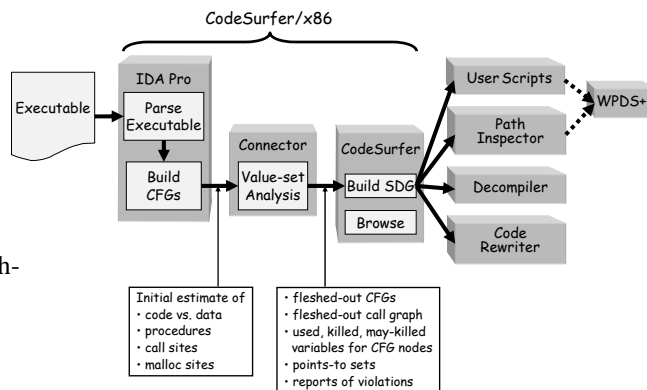 CodeSurfer/x86
IDA Pro
Executable
Parse
Executable
Build
CFGs
Connector
Value-set
Analysis
CodeSurfer
Build SDG
Browse
User Scripts
Path
Inspector
Decompiler
Code
Rewriter
WPDS+
h-
Initial estimate of
• code vs. data
• procedures
• call sites
• malloc sites
• fleshed-out CFGs
• fleshed-out call graph
• used, killed, may-killed
variables for CFG nodes
• points-to sets
• reports of violations